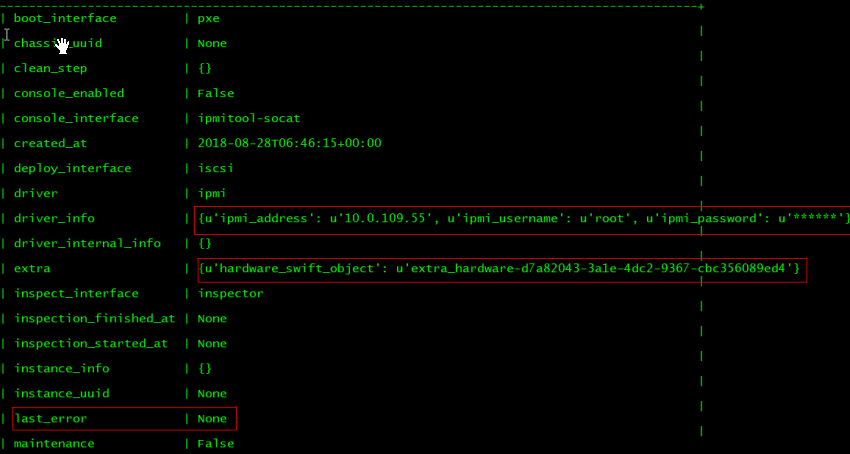 | boot_interface | pxe |
| chassis_uuid | None |
| clean_step | {} |
| console_enabled | False |
| console_interface | ipmitool-socat |
| created_at | 2018-08-28T06:46:15+00:00 |
| deploy_interface | iscsi |
| driver | ipmi |
| driver_info | {u'ipmi_address': u'10.0.109.55', u'ipmi_username': u'root', u'ipmi_password': u'******'}
| driver_internal_info | {} |
| extra | {u'hardware_swift_object': u'extra_hardware-d7a82043-3a1e-4dc2-9367-cbc356089ed4'}
| inspect_interface | inspector |
| inspection_finished_at | None |
| inspection_started_at | None |
| instance_info | {} |
| instance_uuid | None |
| last_error | None |
| maintenance | False